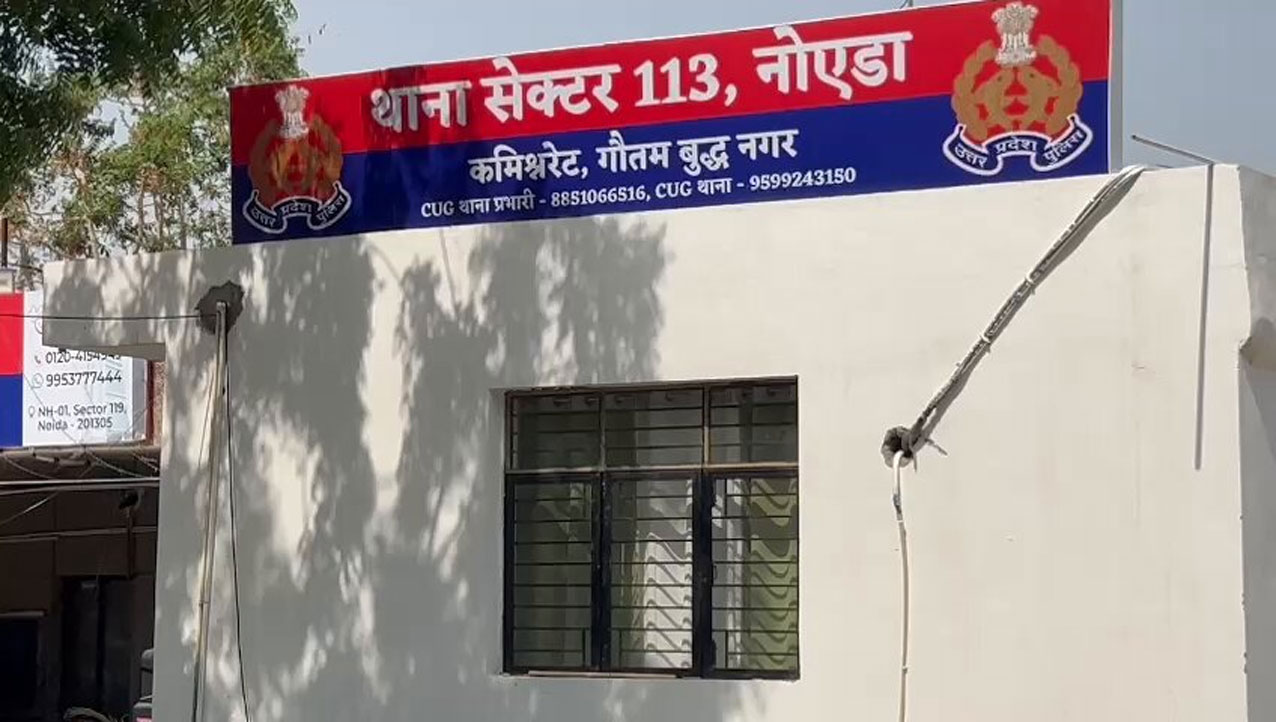 थाना सेक्टर 113, नोएडा
कमिश्नरेट, गौतम बुद्ध नगर
CUG थाना प्रभारी - 8851066516, CUG थाना - 9599243150
उत्तर प्रदेश पुलिस
उत्तर प्रदेश पुलिस
9953777444
NH-01, Sector 119,
Noida - 201305